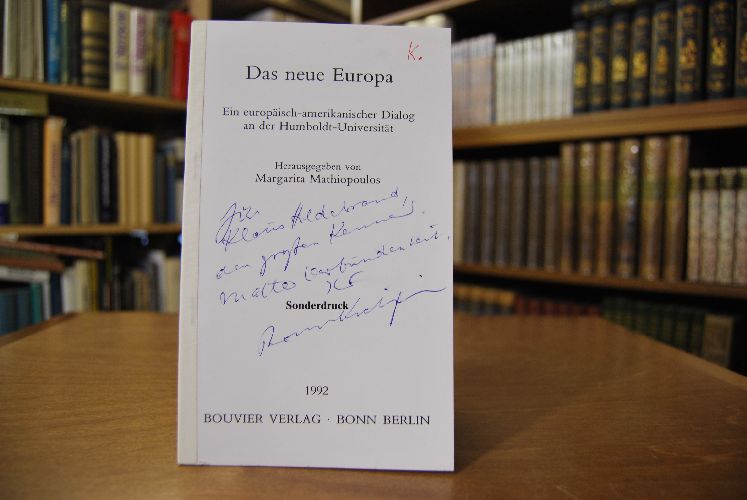 K.
Das neue Europa
Ein europäisch-amerikanischer Dialog
an der Humboldt-Universität
Herausgegeben von
Margarita Mathiopoulos
Für
Klaus Hildebrand,
den großen Kenner,
Sonderdruck
1992
BOUVIER VERLAG · BONN BERLIN